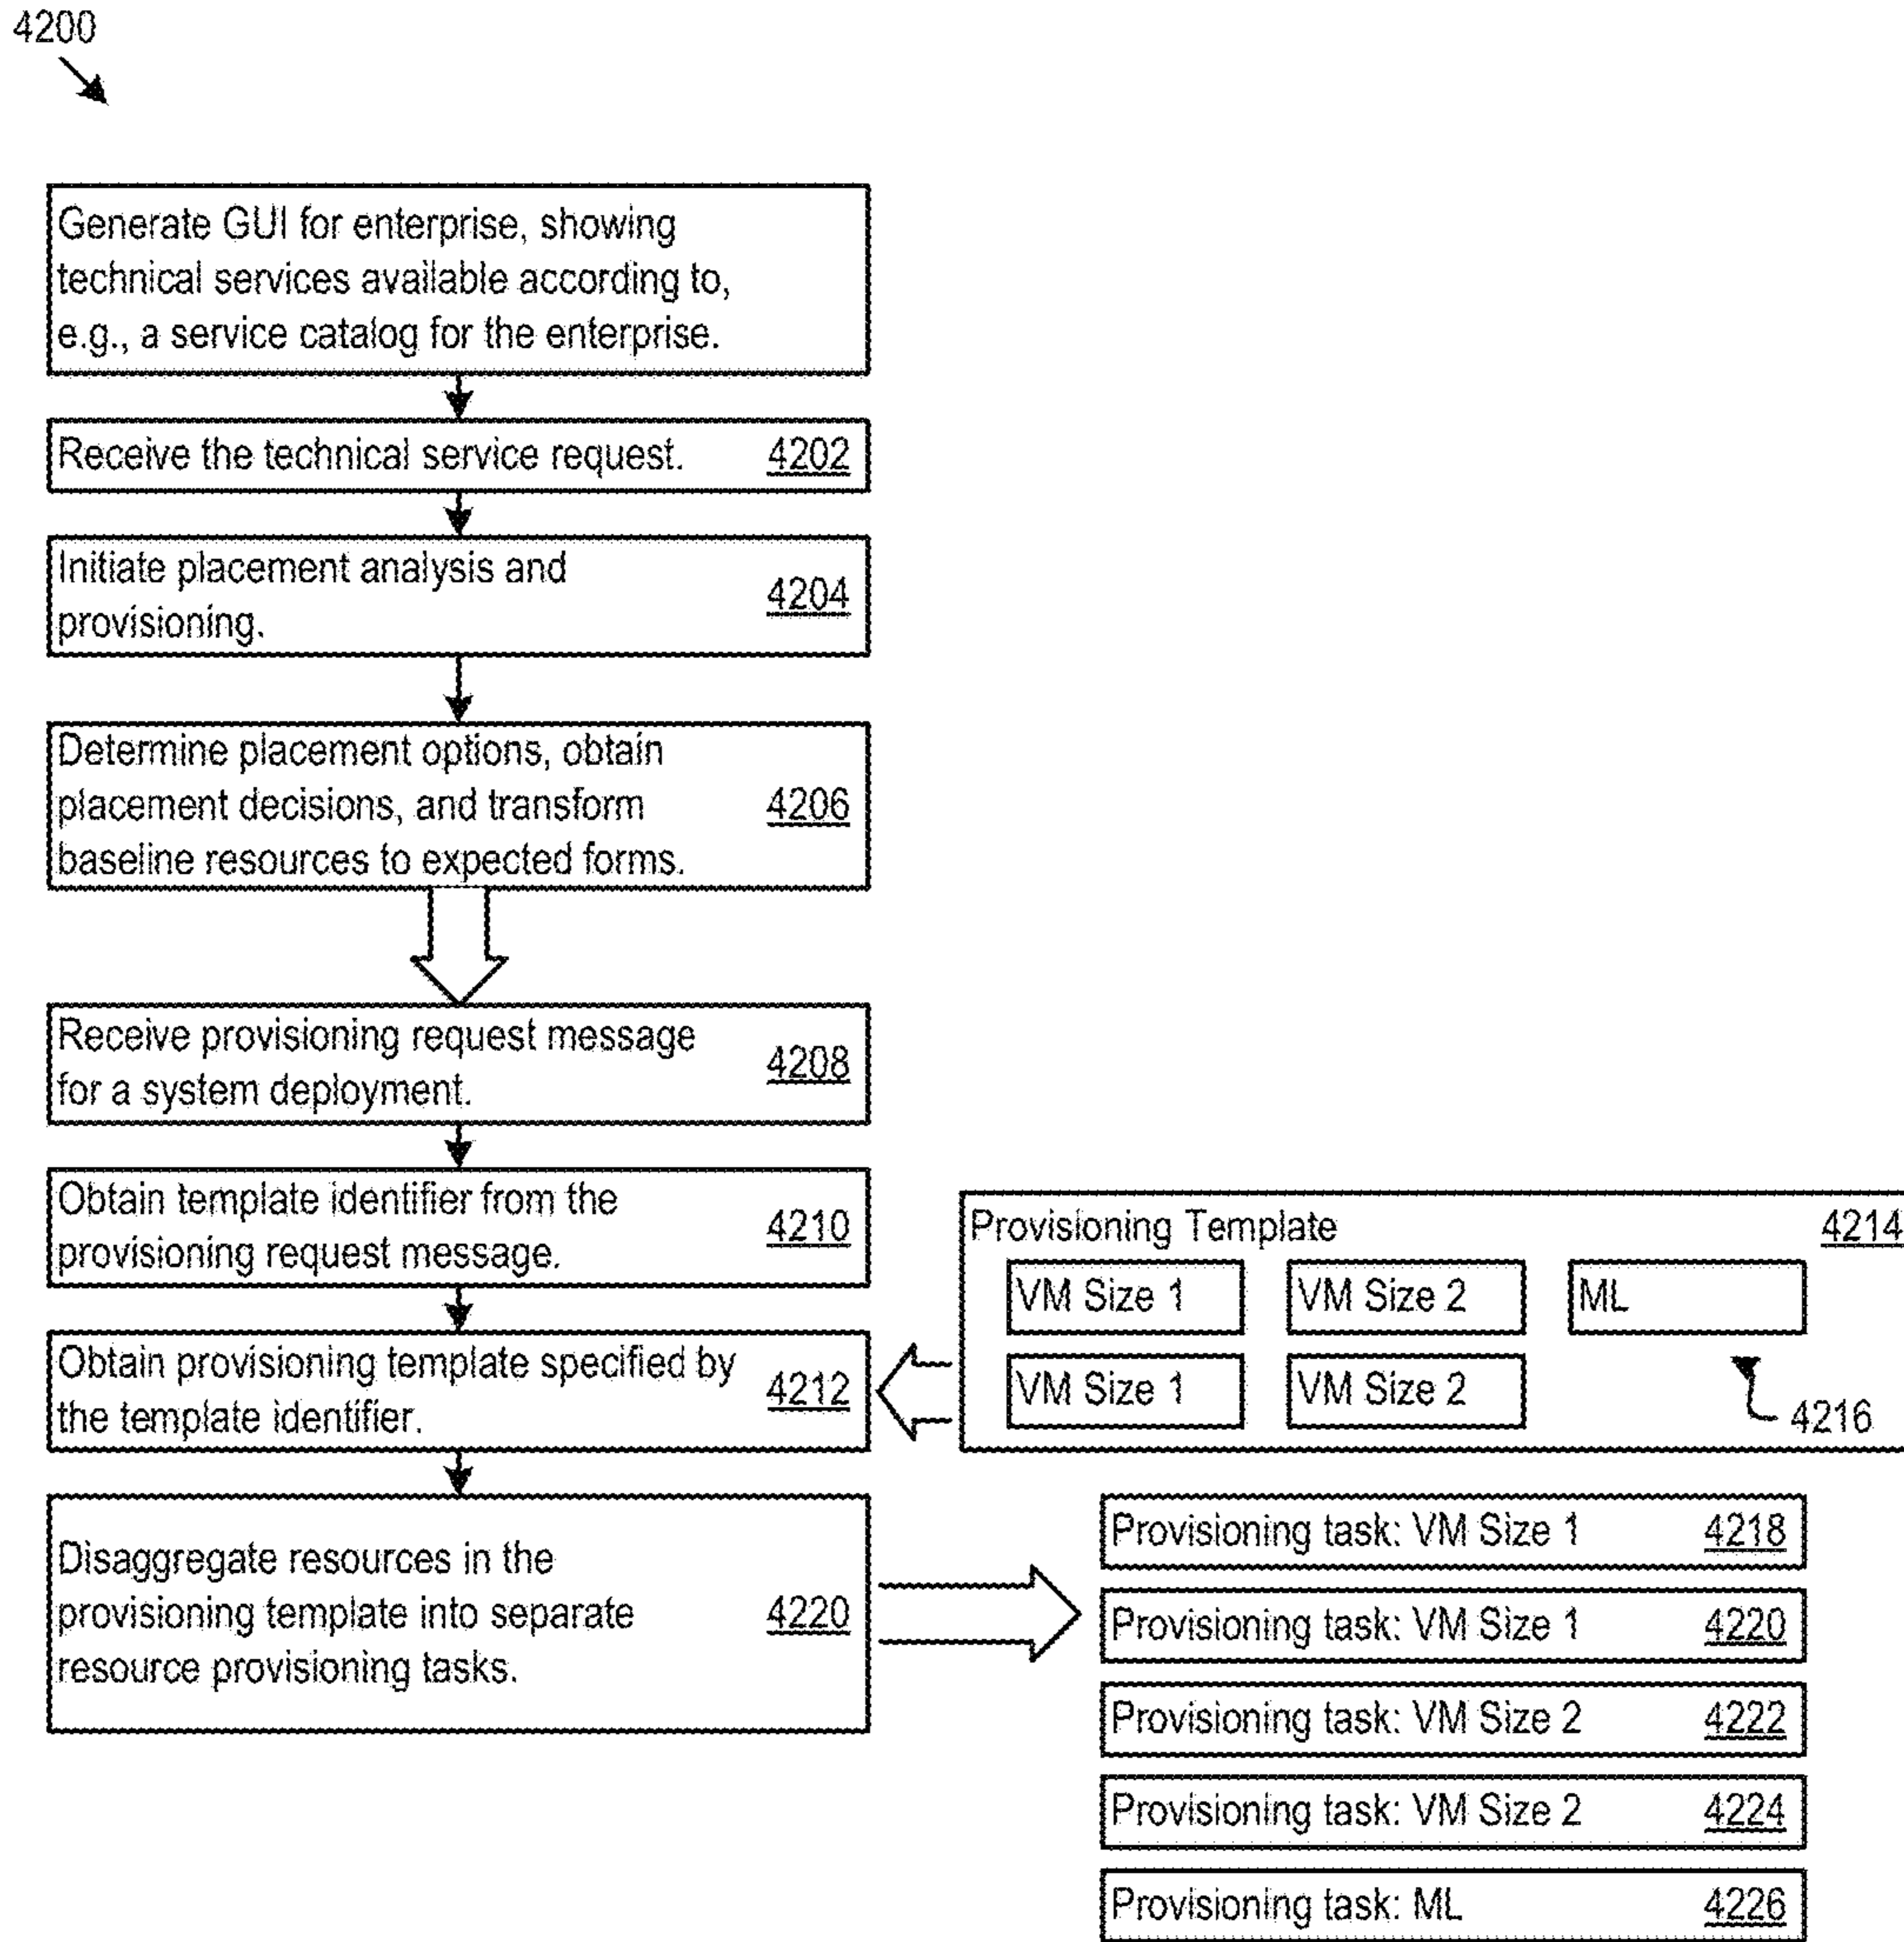 4200
Generate GUI for enterprise, showing
technical services available according to,
e.g., a service catalog for the enterprise.
Receive the technical service request. 4202
Initiate placement analysis and
provisioning. 4204
Determine placement options, obtain
placement decisions, and transform 4206
baseline resources to expected forms.
Receive provisioning request message
for a system deployment. 4208
Obtain template identifier from the
provisioning request message. 4210
Provisioning Template 4214
VM Size 1 VM Size 2 ML
VM Size 1 VM Size 2
4216
Obtain provisioning template specified by
the template identifier. 4212
Disaggregate resources in the
provisioning template into separate 4220
resource provisioning tasks.
Provisioning task: VM Size 1 4218
Provisioning task: VM Size 1 4220
Provisioning task: VM Size 2 4222
Provisioning task: VM Size 2 4224
Provisioning task: ML 4226